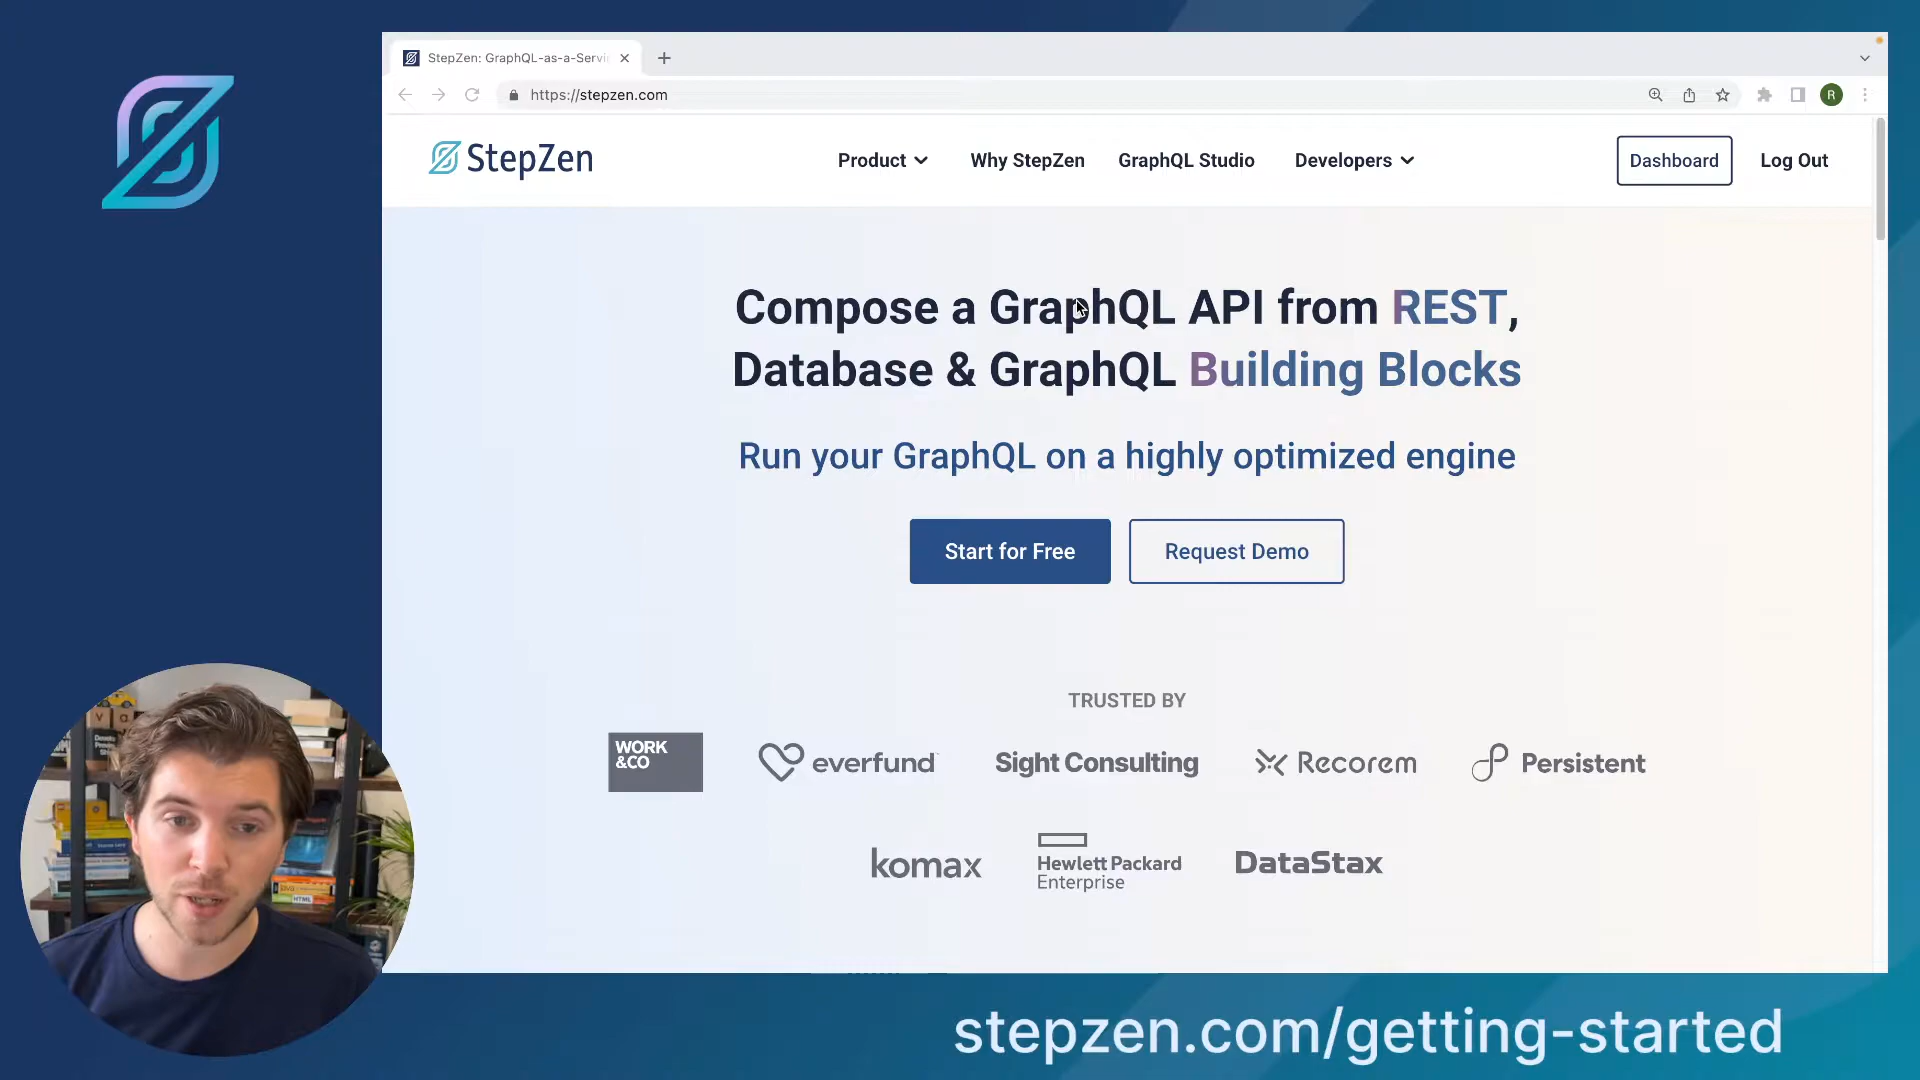 StepZen: GraphQL-as-a-Servi
https://stepzen.com
R
StepZen
Product
Why StepZen
GraphQL Studio
Developers
Dashboard
Log Out
Compose a GraphQL API from REST,
Database & GraphQL Building Blocks
Run your GraphQL on a highly optimized engine
Start for Free
Request Demo
TRUSTED BY
WORK
&CO
everfund
Sight Consulting
Recorem
Persistent
komax
Hewlett Packard
Enterprise
DataStax
HTML
stepzen.com/getting-started